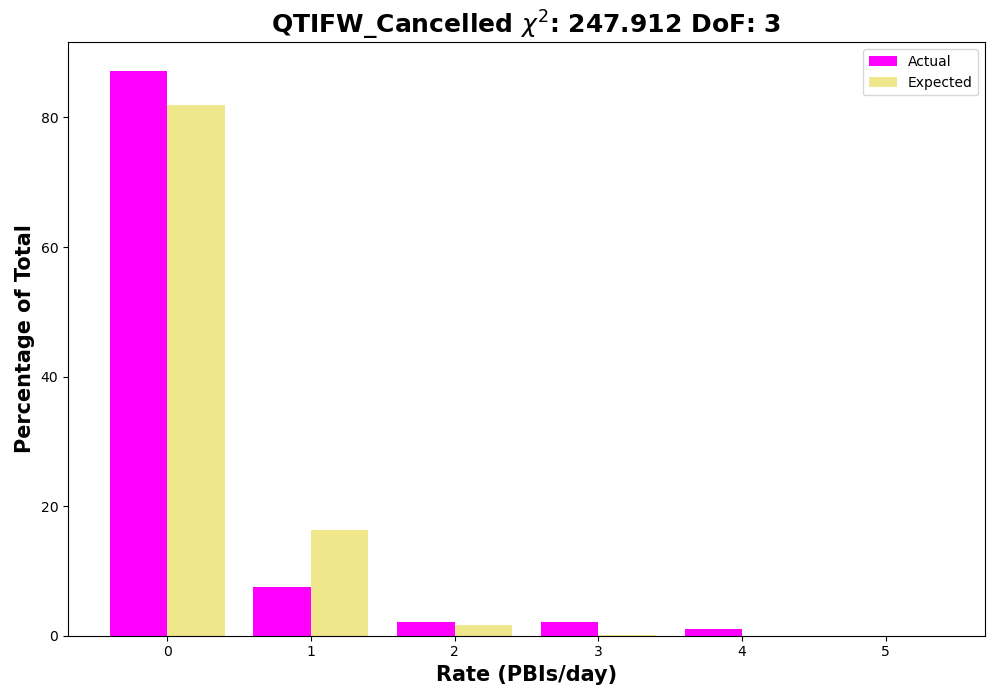 QTIFW_Cancelled χ²: 247.912 DoF: 3
Actual
Expected
Percentage of Total
80
60
40
20
0
0 1 2 3 4 5
Rate (PBIs/day)